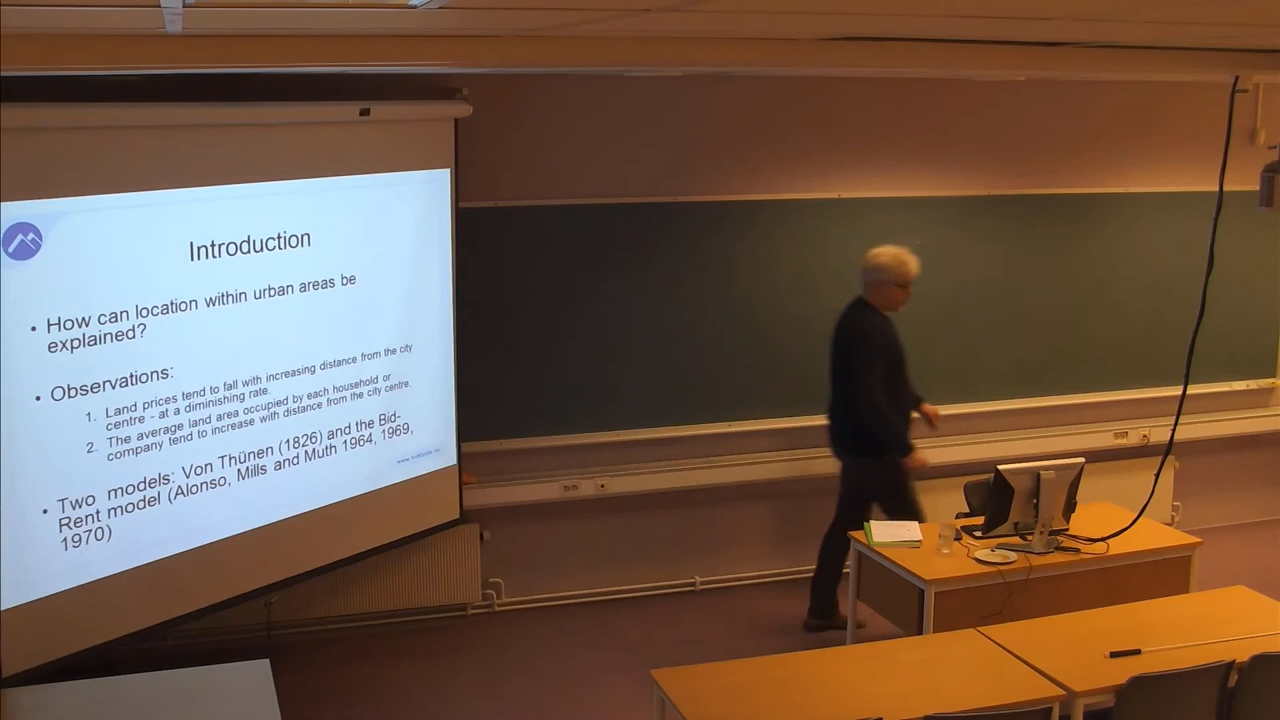 Introduction
• How can location within urban areas be
explained?
• Observations:
1. Land prices tend to fall with increasing distance from the city
centre - at a diminishing rate.
2. The average land area occupied by each household or
company tend to increase with distance from the city centre.
• Two models: Von Thünen (1826) and the Bid-
Rent model (Alonso, Mills and Muth 1964, 1969,
1970)